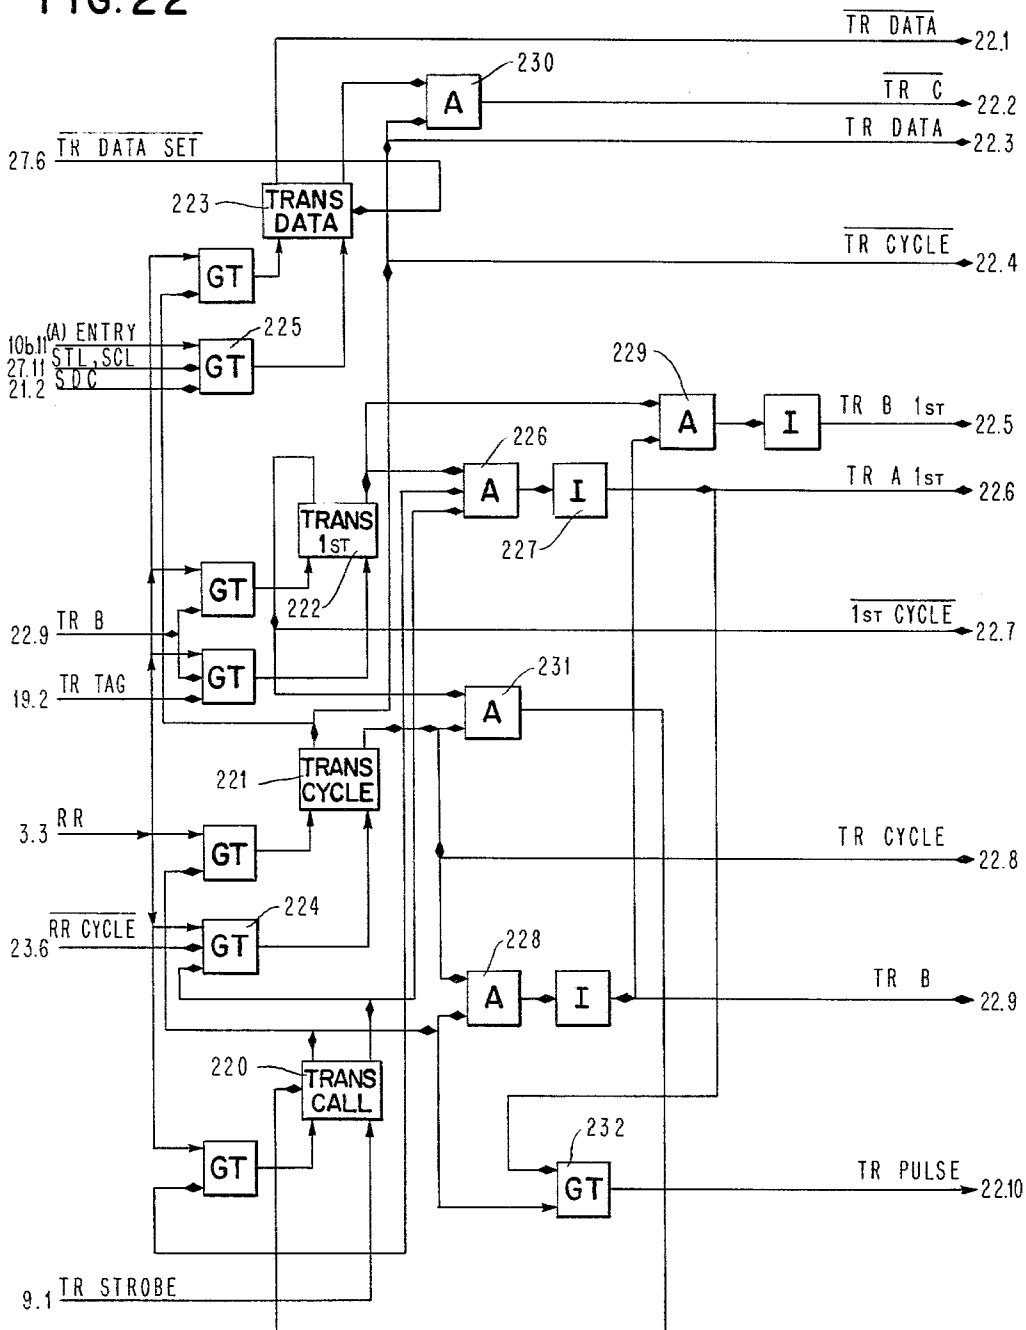 FIG. 22
TR DATA 22.1
230
A
TR C 22.2
TR DATA 22.3
27.6 TR DATA SET
223 TRANS DATA
TR CYCLE 22.4
GT
225
10b.11 (A) ENTRY
27.11 STL, SCL
21.2 SDC
GT
229
A I TR B 1ST 22.5
226
A I TR A 1ST 22.6
227
TRANS 1ST
222
GT
1ST CYCLE 22.7
22.9 TR B
GT
19.2 TR TAG
231
A
221 TRANS CYCLE
3.3 RR
GT
TR CYCLE 22.8
224
23.6 RR CYCLE
GT
228
A I TR B 22.9
220 TRANS CALL
232
GT
GT TR PULSE 22.10
9.1 TR STROBE